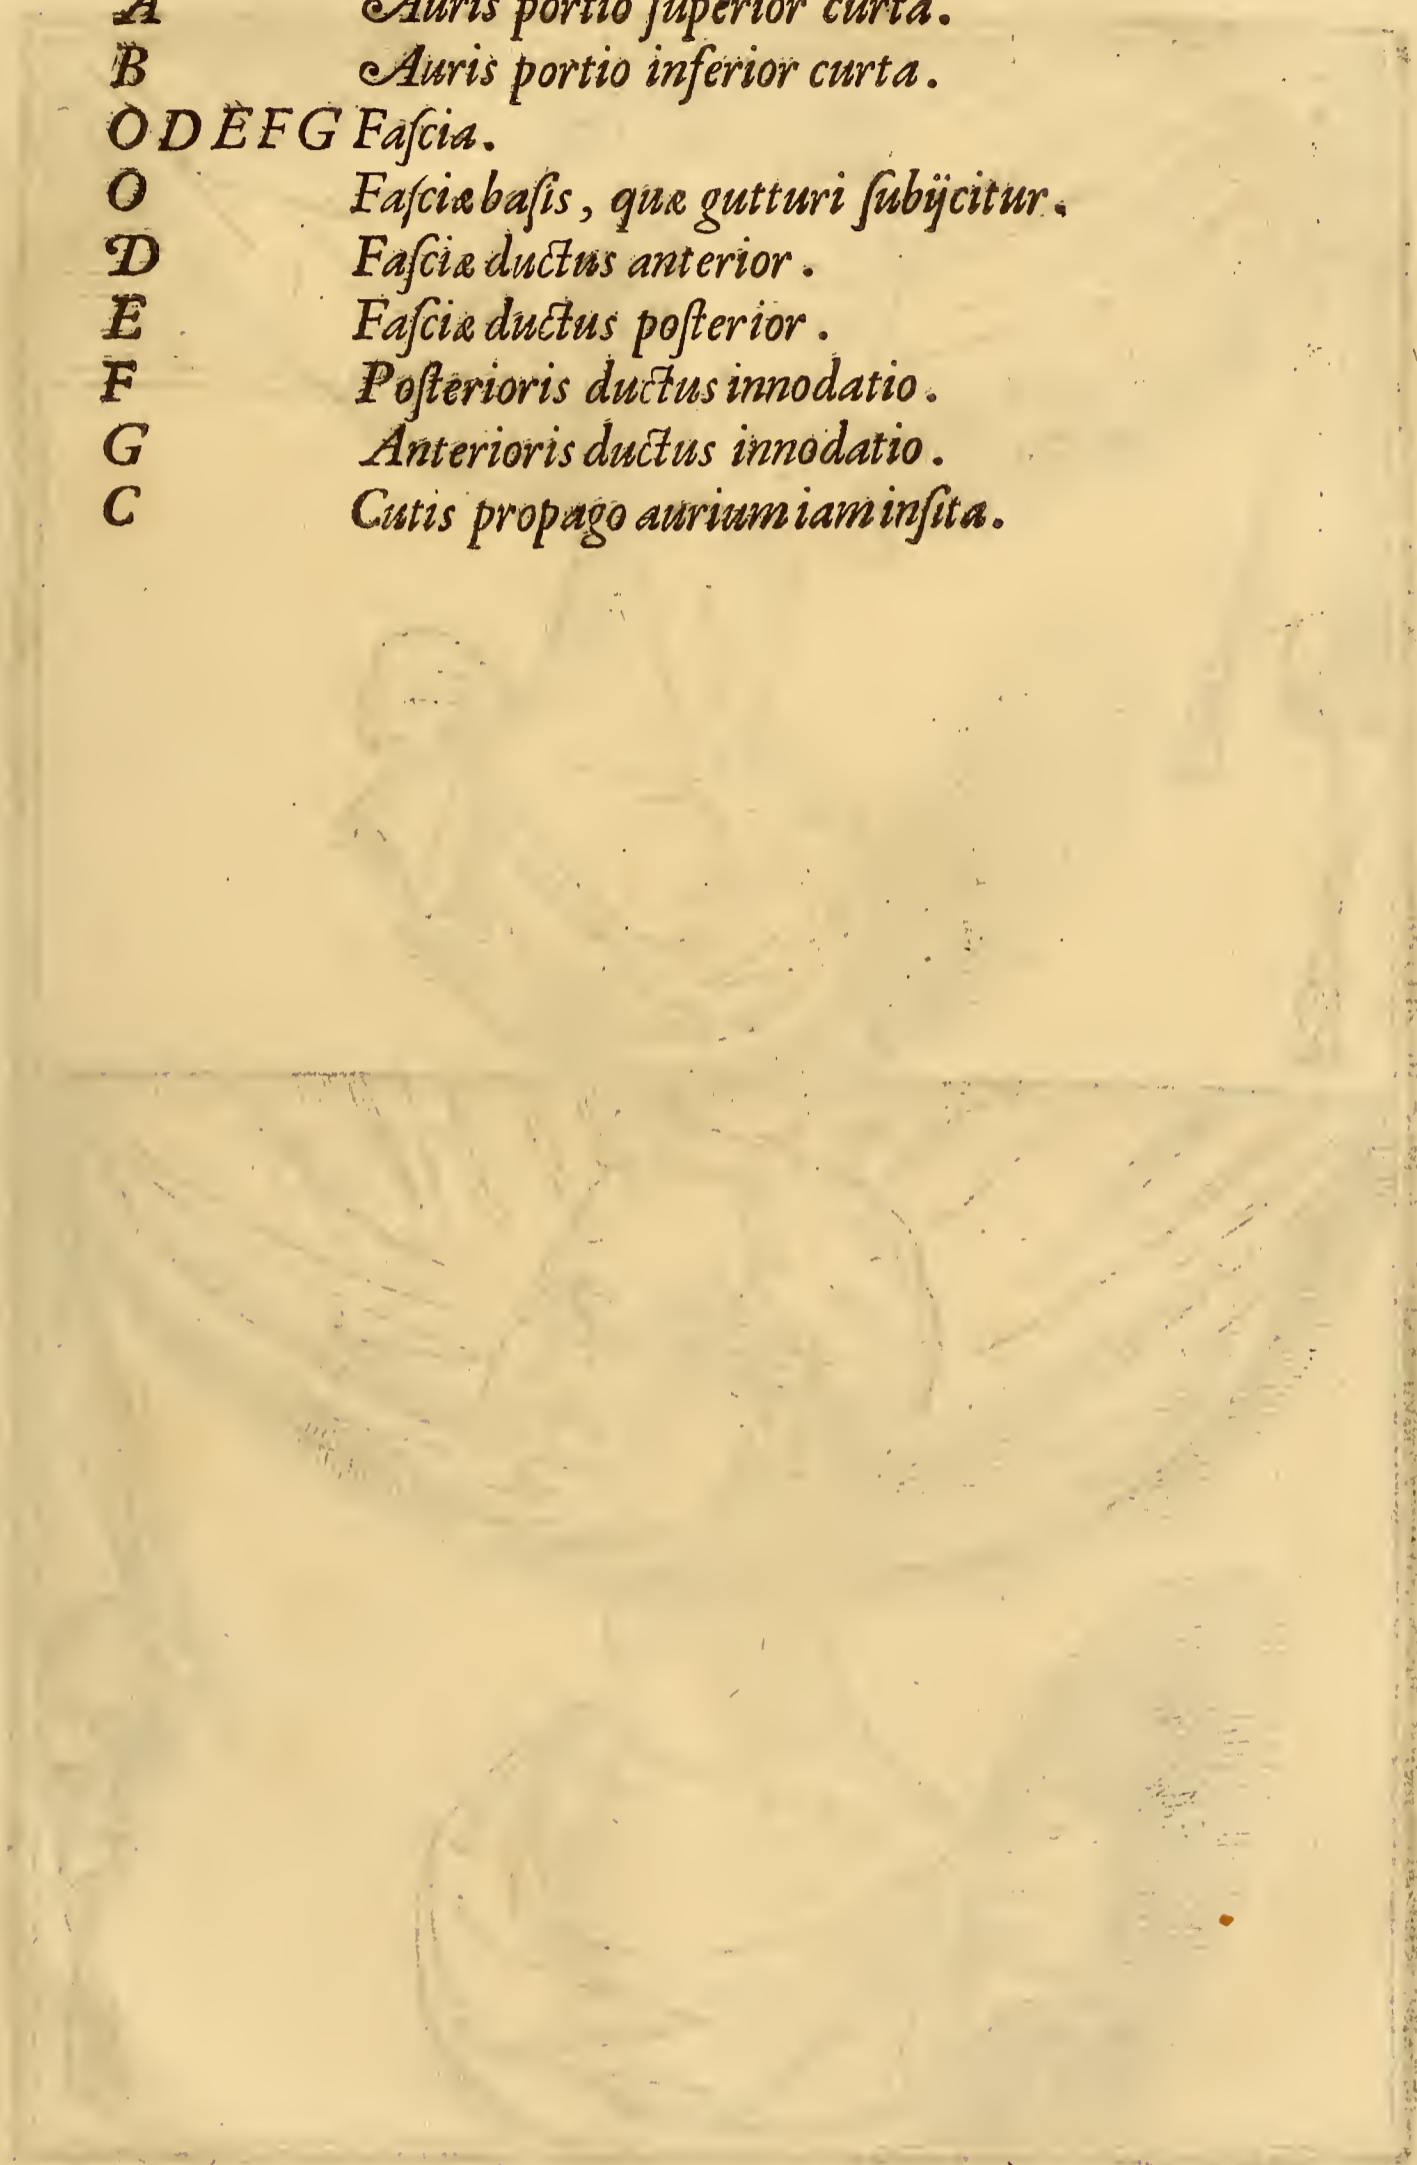 A Auris portio ſuperior curta.
B Auris portio inferior curta.
O D E F G Faſcia.
O Faſciæ baſis, quæ gutturi ſubijcitur.
D Faſciæ ductus anterior.
E Faſciæ ductus poſterior.
F Poſterioris ductus innodatio.
G Anterioris ductus innodatio.
C Cutis propago aurium iam inſita.